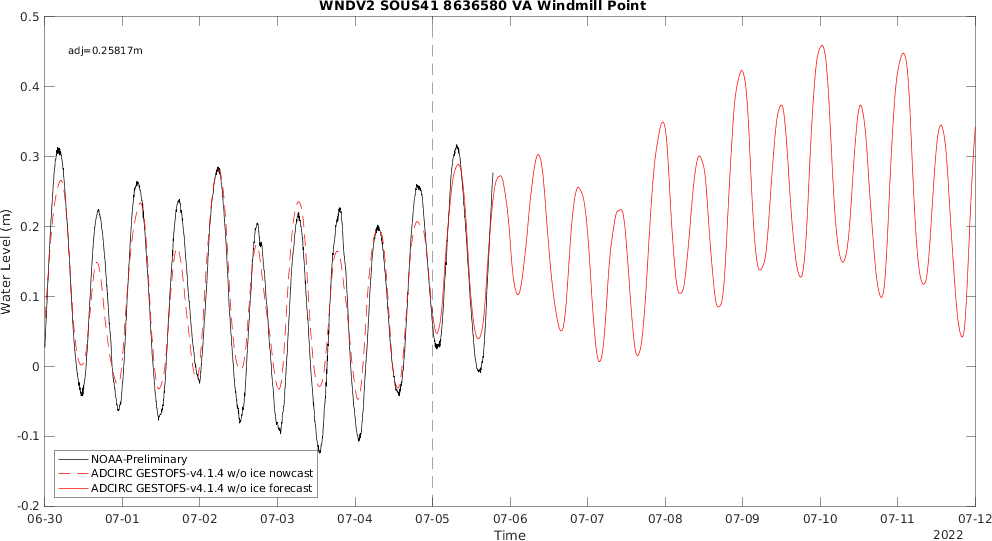 WNDV2 SOUS41 8636580 VA Windmill Point
adj=0.25817m
0.5
0.4
0.3
0.2
0.1
0
-0.1
-0.2
Water Level (m)
NOAA-Preliminary
ADCIRC GESTOFS-v4.1.4 w/o ice nowcast
ADCIRC GESTOFS-v4.1.4 w/o ice forecast
06-30 07-01 07-02 07-03 07-04 07-05 07-06 07-07 07-08 07-09 07-10 07-11 07-12
Time
2022